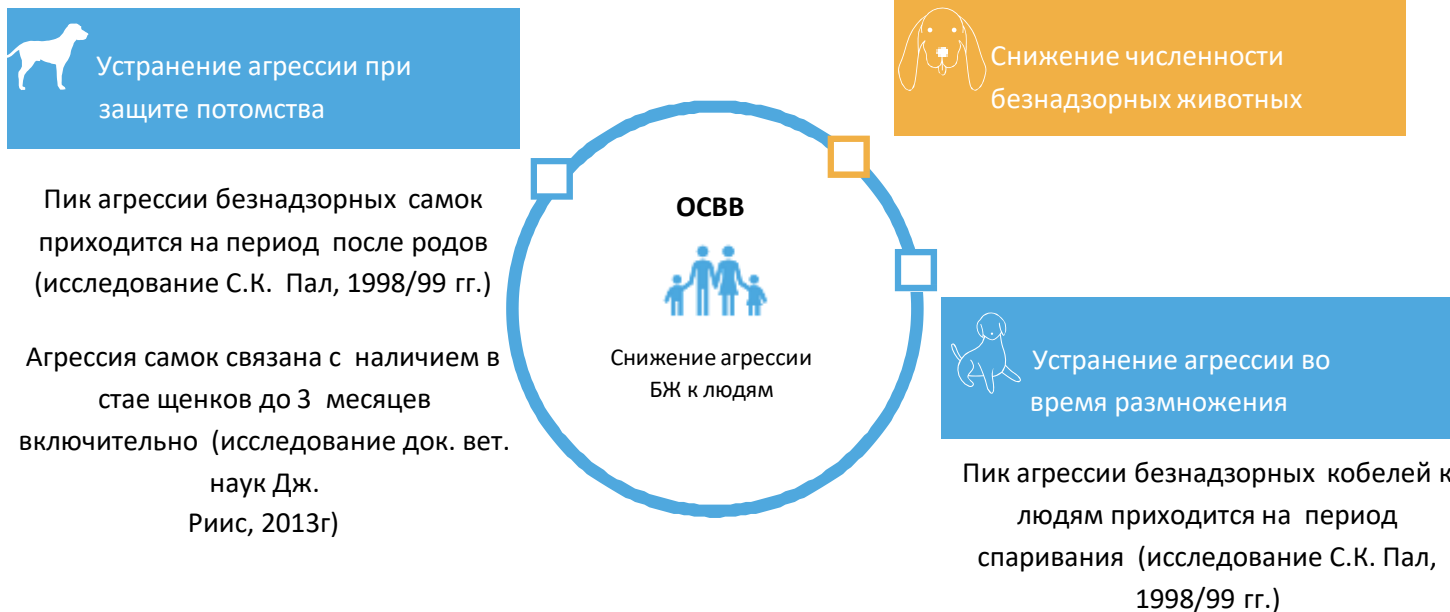 Устранение агрессии при
защите потомства
Пик агрессии безнадзорных самок
приходится на период после родов
(исследование С.К. Пал, 1998/99 гг.)
Агрессия самок связана с наличием в
стае щенков до 3 месяцев
включительно (исследование док. вет.
наук Дж.
Риис, 2013г)
ОСВВ
Снижение агрессии
БЖ к людям
Снижение численности
безнадзорных животных
Устранение агрессии во
время размножения
Пик агрессии безнадзорных кобелей к
людям приходится на период
спаривания (исследование С.К. Пал,
1998/99 гг.)